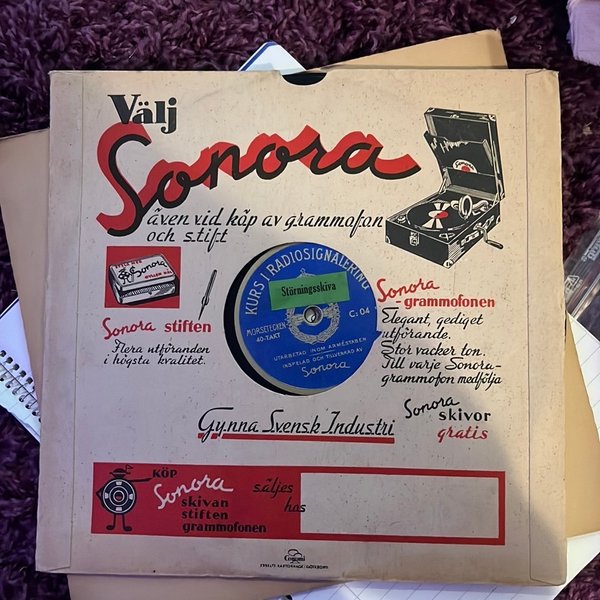 Välj
Sonora
även vid köp av grammofon
och stift
Sonora
Sonora stiften
Flera utföranden
i högsta kvalitet.
KURS I RADIOSIGNALERING
Störningsskiva
MORSETECKEN
40-TAKT
C: 04
UTARBETAD INOM ARMÉSTABEN
INSPELAD OCH TILLVERKAD AV
Sonora
Sonora
-grammofonen
Elegant, gediget
utförande.
Stor vacker ton.
Till varje Sonora-
grammofon medfölja
Sonora
skivor
gratis
Gynna Svensk Industri
KÖP
Sonora
skivan
stiften
grammofonen
säljes
hos